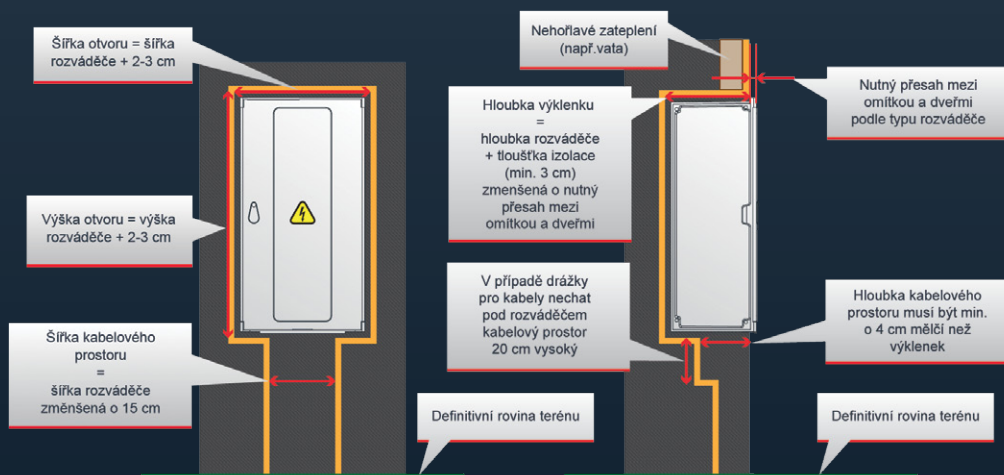 Šířka otvoru = šířka
rozváděče + 2-3 cm
Výška otvoru = výška
rozváděče + 2-3 cm
Šířka kabelového
prostoru
=
šířka rozváděče
změnšená o 15 cm
Definitivní rovina terénu
Nehořlavé zateplení
(např.vata)
Hloubka výklenku
=
hloubka rozváděče
+ tloušťka izolace
(min. 3 cm)
zmenšená o nutný
přesah mezi
omítkou a dveřmi
V případě drážky
pro kabely nechat
pod rozváděčem
kabelový prostor
20 cm vysoký
Nutný přesah mezi
omítkou a dveřmi
podle typu rozváděče
Hloubka kabelového
prostoru musí být min.
o 4 cm mělčí než
výklenek
Definitivní rovina terénu